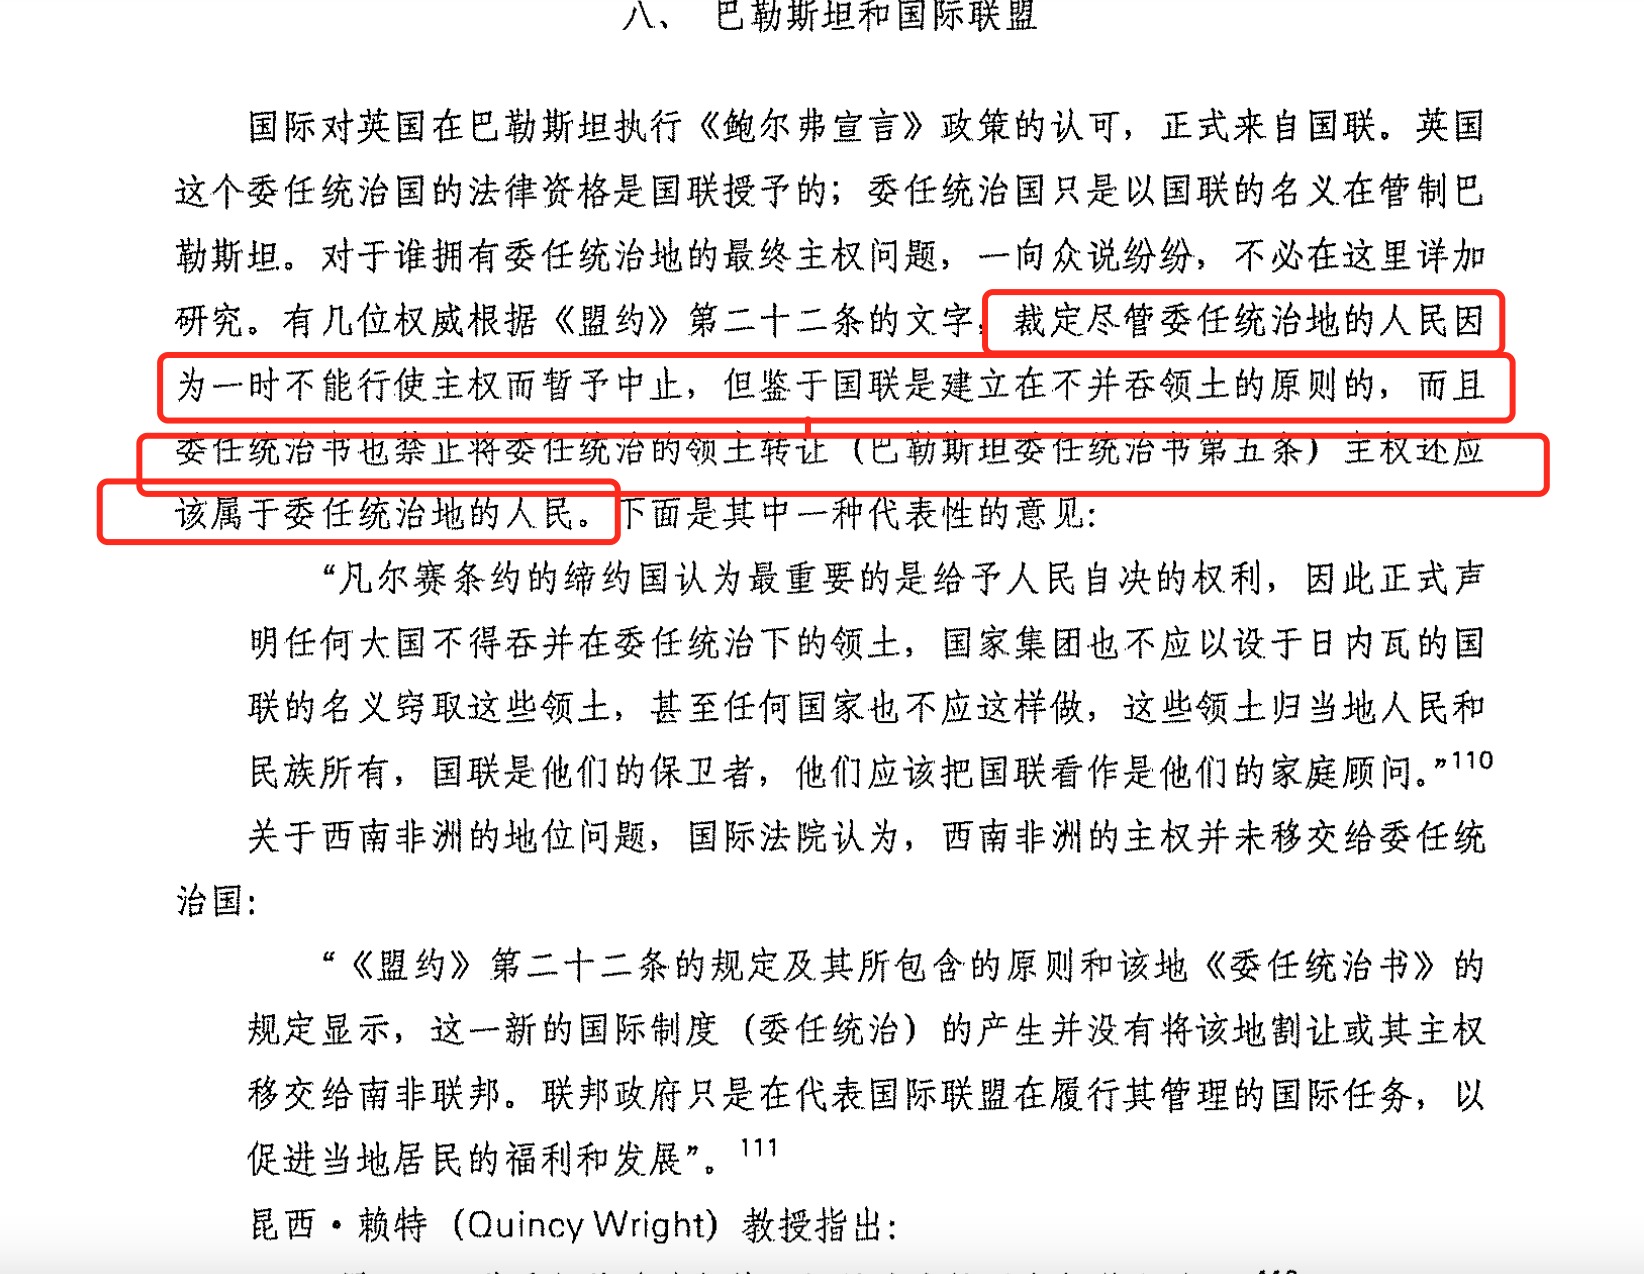 八、 巴勒斯坦和国际联盟
国际对英国在巴勒斯坦执行《鲍尔弗宣言》政策的认可，正式来自国联。英国
这个委任统治国的法律资格是国联授予的；委任统治国只是以国联的名义在管制巴
勒斯坦。对于谁拥有委任统治地的最终主权问题，一向众说纷纷，不必在这里详加
研究。有几位权威根据《盟约》第二十二条的文字，裁定尽管委任统治地的人民因
为一时不能行使主权而暂予中止，但鉴于国联是建立在不并吞领土的原则的，而且
委任统治书也禁止将委任统治的领土转让（巴勒斯坦委任统治书第五条）主权还应
该属于委任统治地的人民。下面是其中一种代表性的意见：
“凡尔赛条约的缔约国认为最重要的是给予人民自决的权利，因此正式声
明任何大国不得吞并在委任统治下的领土，国家集团也不应以设于日内瓦的国
联的名义窃取这些领土，甚至任何国家也不应这样做，这些领土归当地人民和
民族所有，国联是他们的保卫者，他们应该把国联看作是他们的家庭顾问。”110
关于西南非洲的地位问题，国际法院认为，西南非洲的主权并未移交给委任统
治国：
“《盟约》第二十二条的规定及其所包含的原则和该地《委任统治书》的
规定显示，这一新的国际制度（委任统治）的产生并没有将该地割让或其主权
移交给南非联邦。联邦政府只是在代表国际联盟在履行其管理的国际任务，以
促进当地居民的福利和发展”。111
昆西·赖特（Quincy Wright）教授指出：